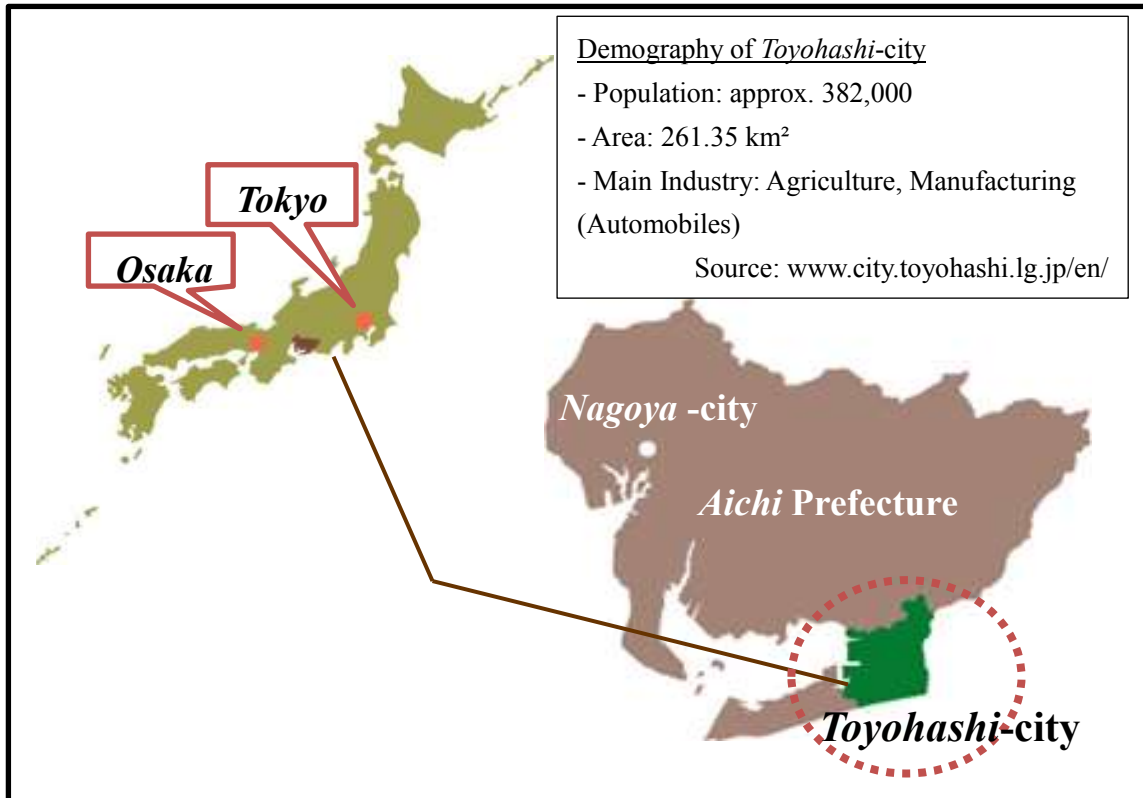 Demography of Toyohashi-city
- Population: approx. 382,000
- Area: 261.35 km²
- Main Industry: Agriculture, Manufacturing
(Automobiles)
Source: www.city.toyohashi.lg.jp/en/
Tokyo
Osaka
Nagoya -city
Aichi Prefecture
Toyohashi-city